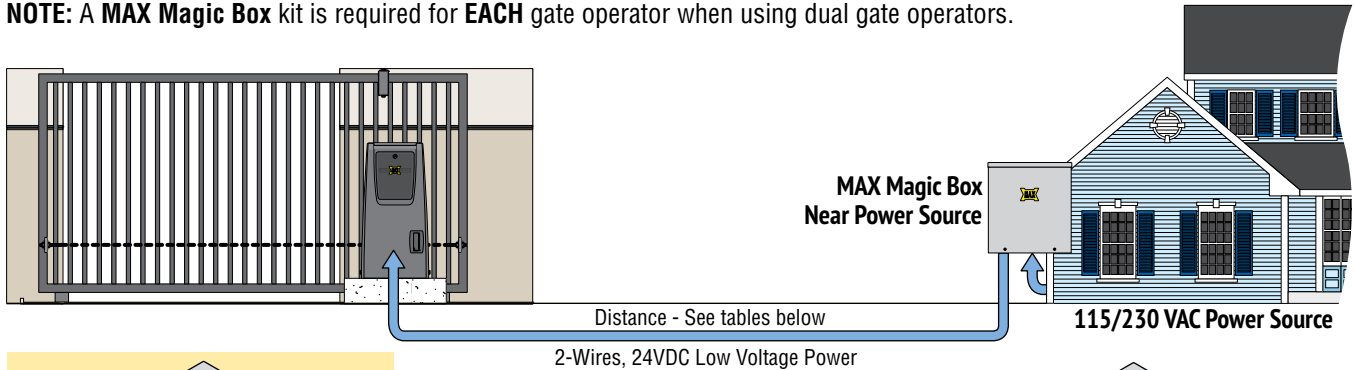 NOTE: A MAX Magic Box kit is required for EACH gate operator when using dual gate operators.
MAX Magic Box
Near Power Source
MAX
Distance - See tables below
115/230 VAC Power Source
2-Wires, 24VDC Low Voltage Power